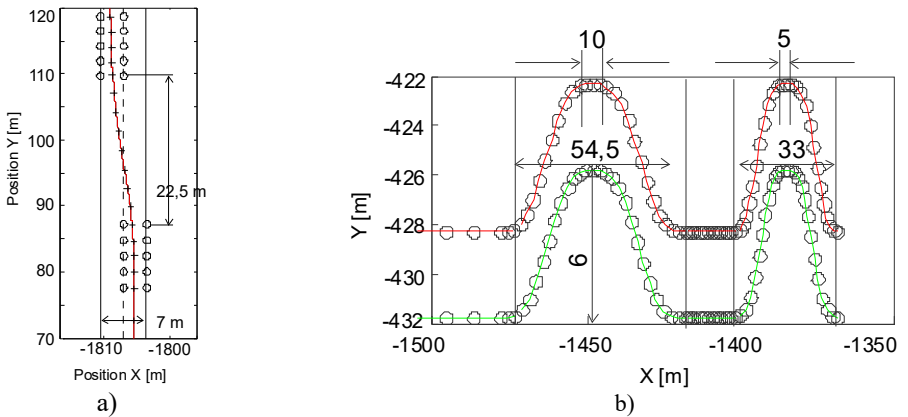 120
110
100
90
80
70
Position Y [m]
22,5 m
7 m
-1810
-1800
Position X [m]
a)
10
5
-422
-424
-426
-428
-430
-432
Y [m]
54,5
33
6
-1500
-1450
-1400
-1350
X [m]
b)